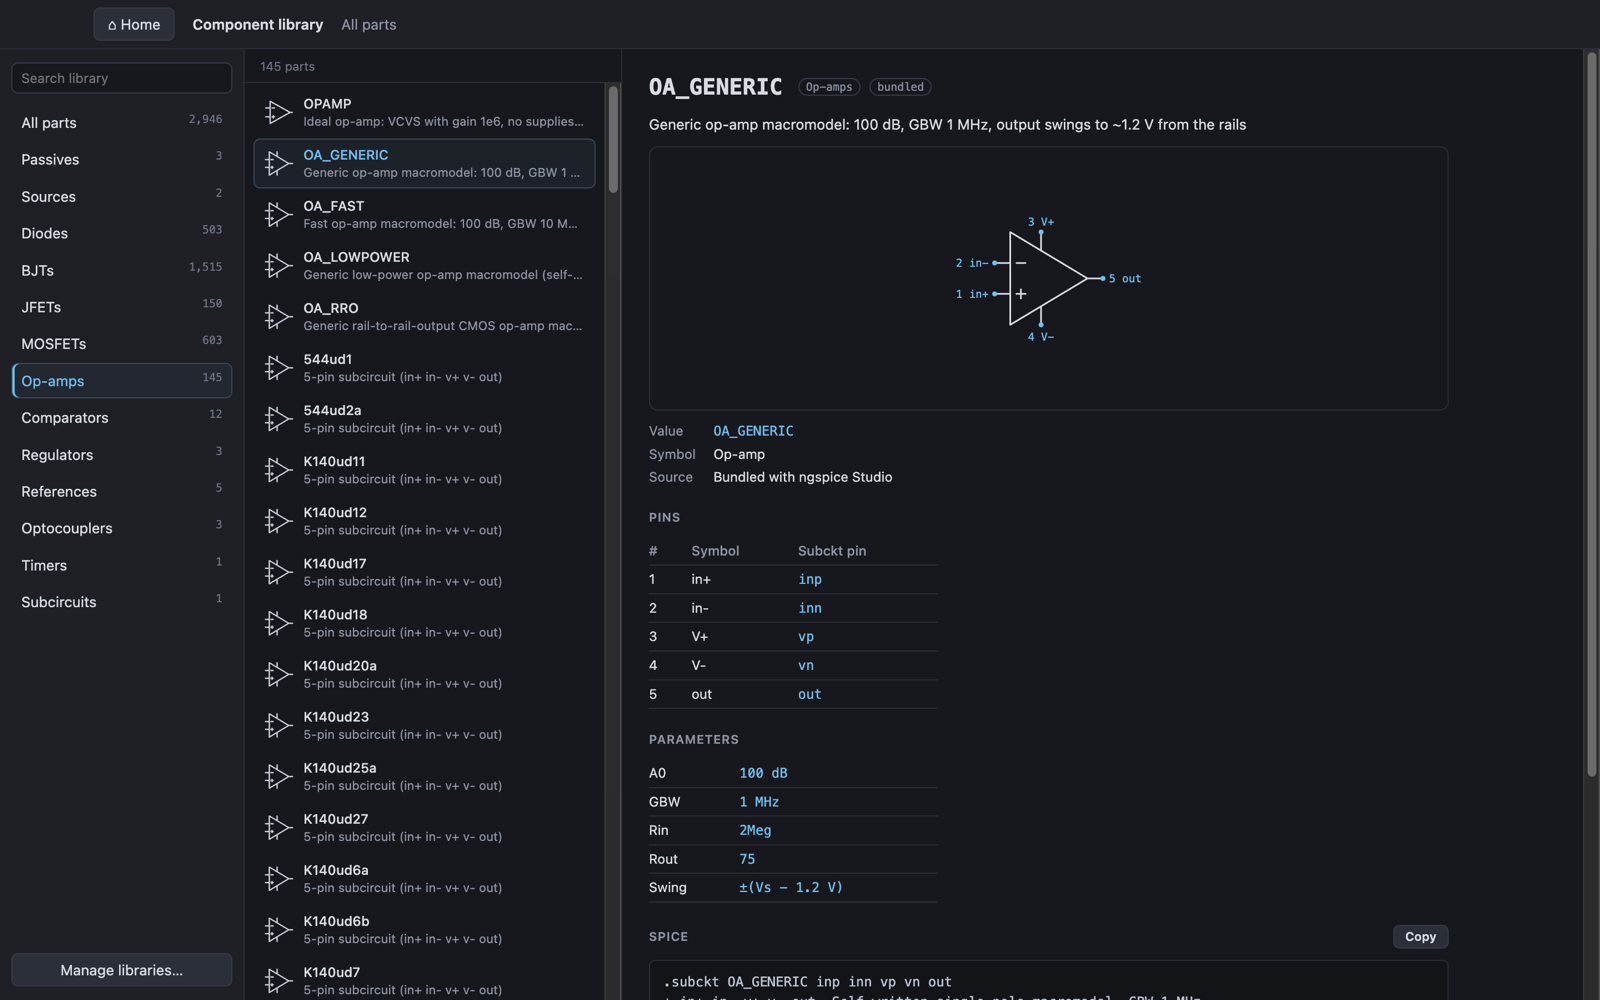 ⌂ Home
Component library
All parts
Search library
All parts 2,946
Passives 3
Sources 2
Diodes 503
BJTs 1,515
JFETs 150
MOSFETs 603
Op-amps 145
Comparators 12
Regulators 3
References 5
Optocouplers 3
Timers 1
Subcircuits 1
Manage libraries...
145 parts
OPAMP
Ideal op-amp: VCVS with gain 1e6, no supplies...
OA_GENERIC
Generic op-amp macromodel: 100 dB, GBW 1 ...
OA_FAST
Fast op-amp macromodel: 100 dB, GBW 10 M...
OA_LOWPOWER
Generic low-power op-amp macromodel (self-...
OA_RRO
Generic rail-to-rail-output CMOS op-amp mac...
544ud1
5-pin subcircuit (in+ in- v+ v- out)
544ud2a
5-pin subcircuit (in+ in- v+ v- out)
K140ud11
5-pin subcircuit (in+ in- v+ v- out)
K140ud12
5-pin subcircuit (in+ in- v+ v- out)
K140ud17
5-pin subcircuit (in+ in- v+ v- out)
K140ud18
5-pin subcircuit (in+ in- v+ v- out)
K140ud20a
5-pin subcircuit (in+ in- v+ v- out)
K140ud23
5-pin subcircuit (in+ in- v+ v- out)
K140ud25a
5-pin subcircuit (in+ in- v+ v- out)
K140ud27
5-pin subcircuit (in+ in- v+ v- out)
K140ud6a
5-pin subcircuit (in+ in- v+ v- out)
K140ud6b
5-pin subcircuit (in+ in- v+ v- out)
K140ud7
5-pin subcircuit (in+ in- v+ v- out)
OA_GENERIC Op-amps bundled
Generic op-amp macromodel: 100 dB, GBW 1 MHz, output swings to ~1.2 V from the rails
3 V+
2 in−
5 out
1 in+
4 V−
Value OA_GENERIC
Symbol Op-amp
Source Bundled with ngspice Studio
PINS
# Symbol Subckt pin
1 in+ inp
2 in- inn
3 V+ vp
4 V- vn
5 out out
PARAMETERS
A0 100 dB
GBW 1 MHz
Rin 2Meg
Rout 75
Swing ±(Vs − 1.2 V)
SPICE
Copy
.subckt OA_GENERIC inp inn vp vn out